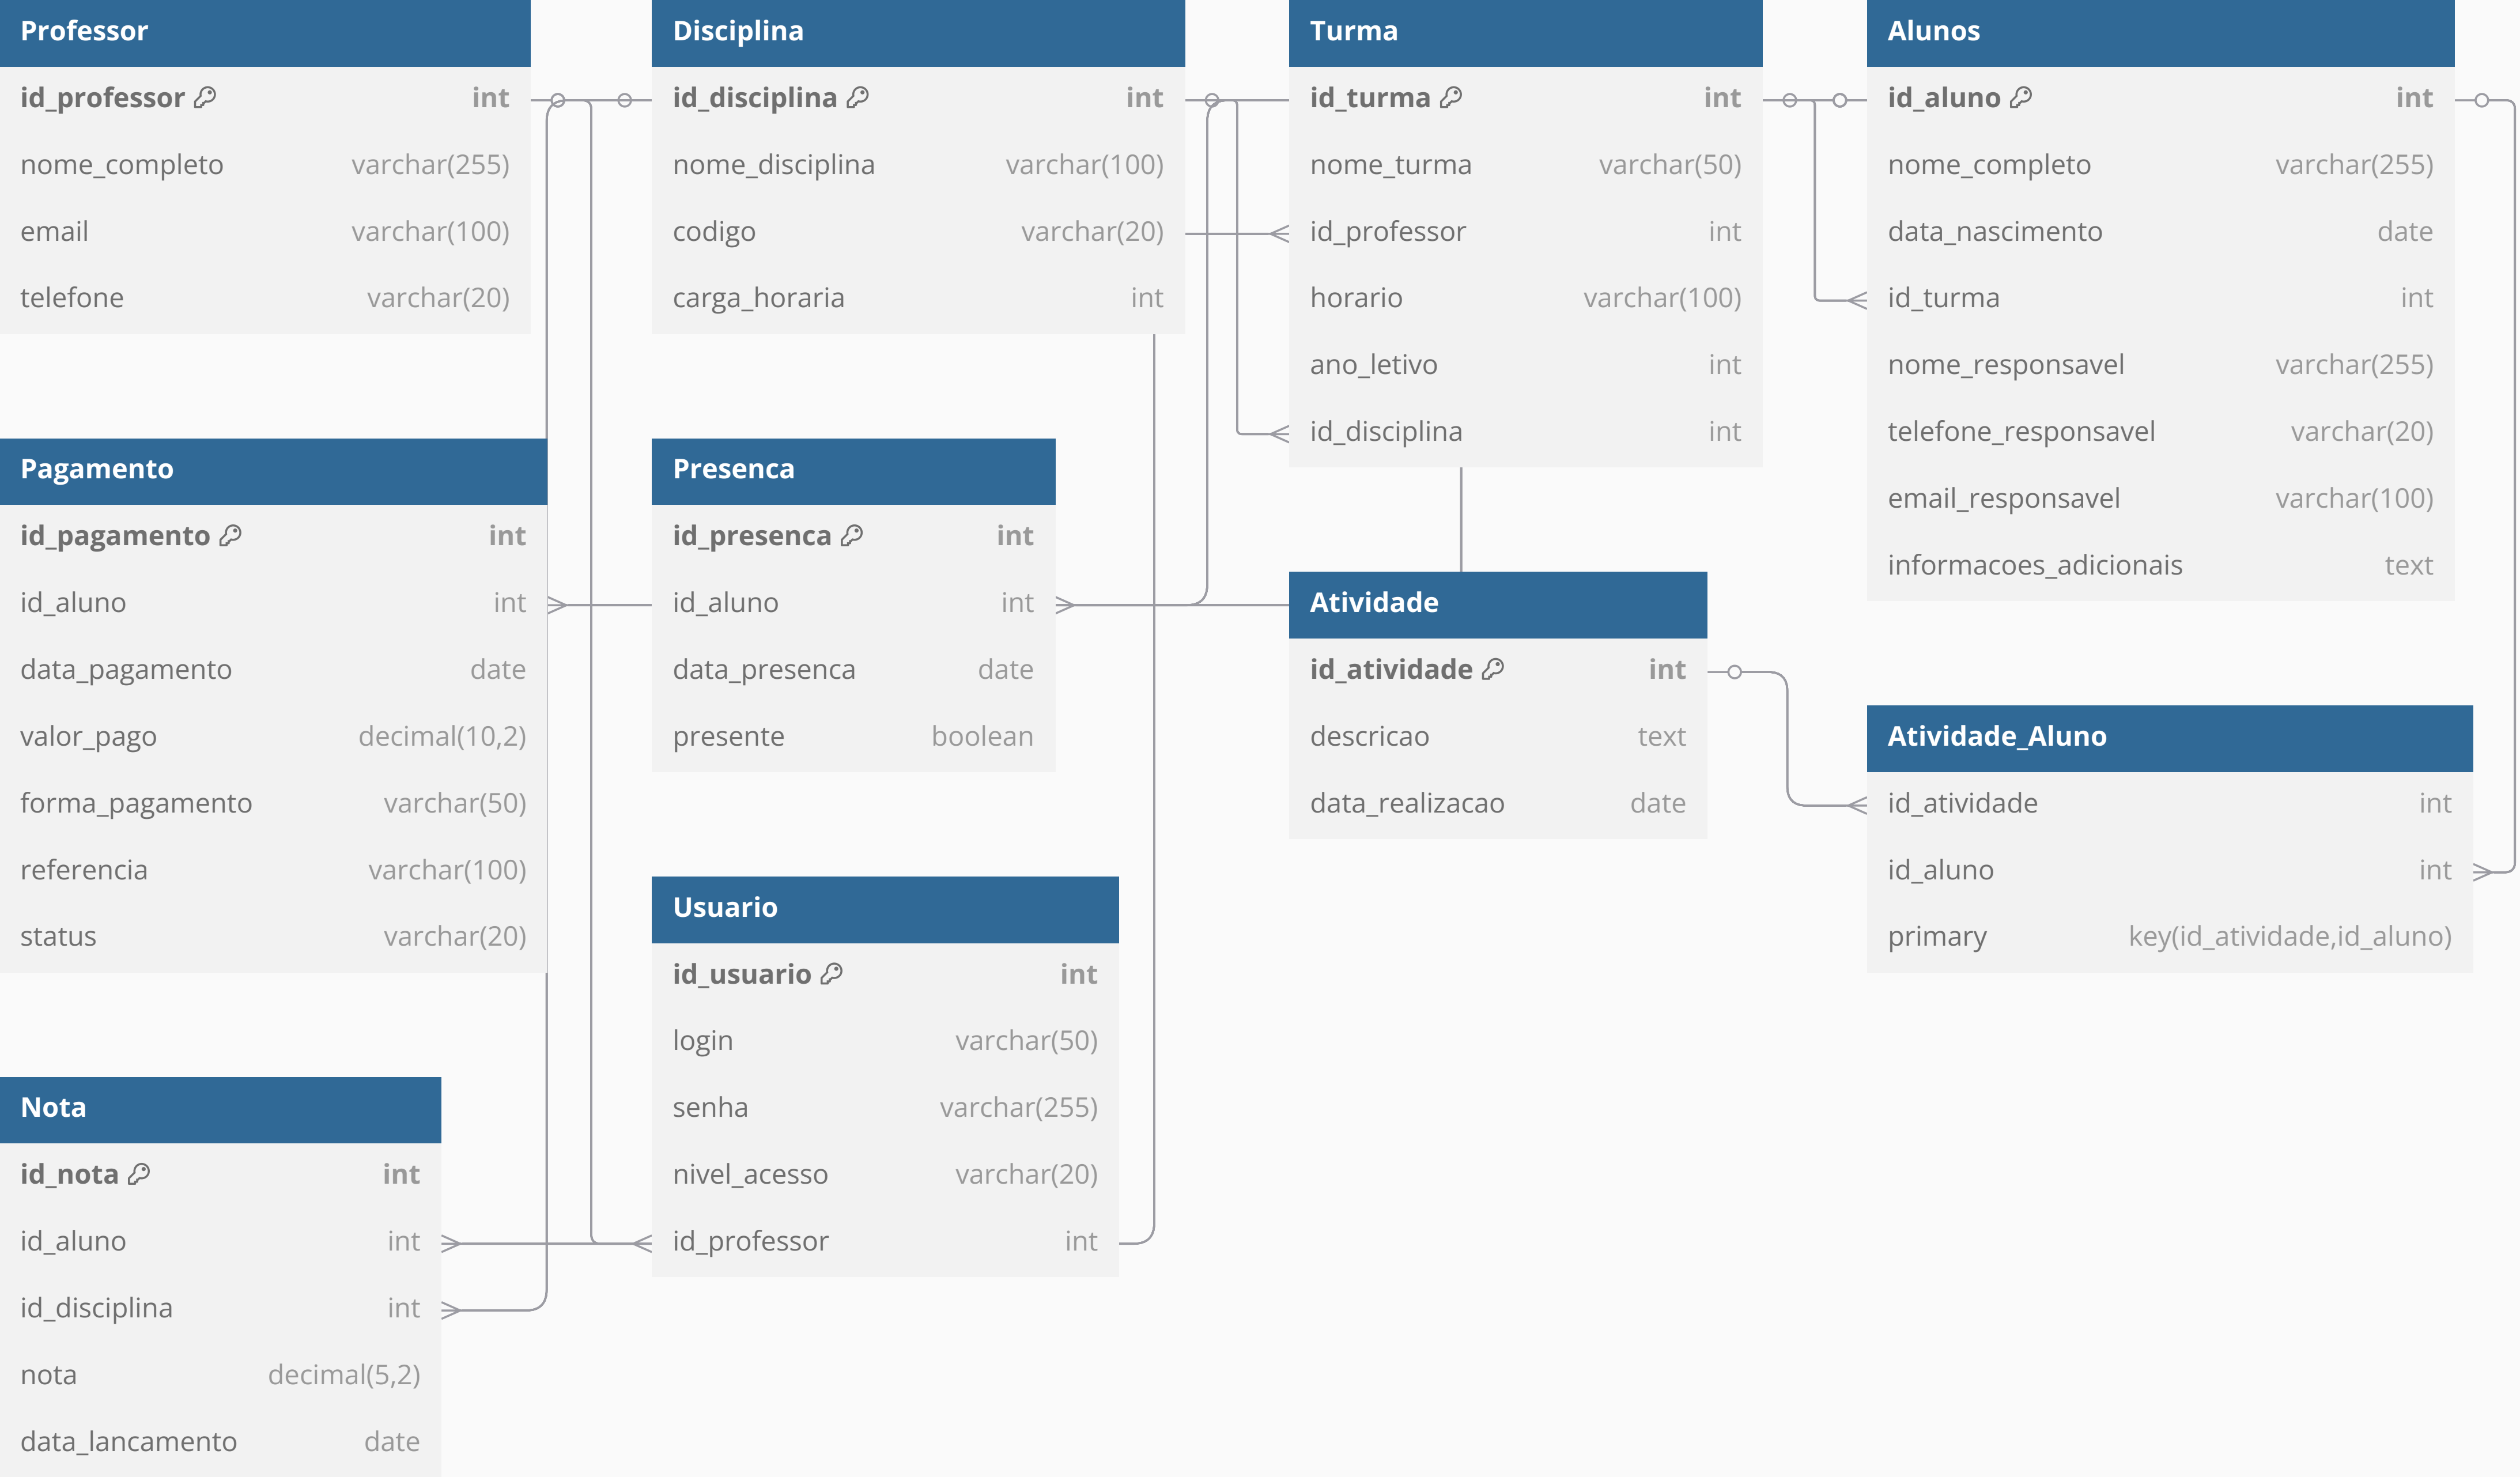 Professor
id_professor int
nome_completo varchar(255)
email varchar(100)
telefone varchar(20)
Disciplina
id_disciplina int
nome_disciplina varchar(100)
codigo varchar(20)
carga_horaria int
Turma
id_turma int
nome_turma varchar(50)
id_professor int
horario varchar(100)
ano_letivo int
id_disciplina int
Alunos
id_aluno int
nome_completo varchar(255)
data_nascimento date
id_turma int
nome_responsavel varchar(255)
telefone_responsavel varchar(20)
email_responsavel varchar(100)
informacoes_adicionais text
Pagamento
id_pagamento int
id_aluno int
data_pagamento date
valor_pago decimal(10,2)
forma_pagamento varchar(50)
referencia varchar(100)
status varchar(20)
Presenca
id_presenca int
id_aluno int
data_presenca date
presente boolean
Atividade
id_atividade int
descricao text
data_realizacao date
Atividade_Aluno
id_atividade int
id_aluno int
primary key(id_atividade,id_aluno)
Usuario
id_usuario int
login varchar(50)
senha varchar(255)
nivel_acesso varchar(20)
id_professor int
Nota
id_nota int
id_aluno int
id_disciplina int
nota decimal(5,2)
data_lancamento date